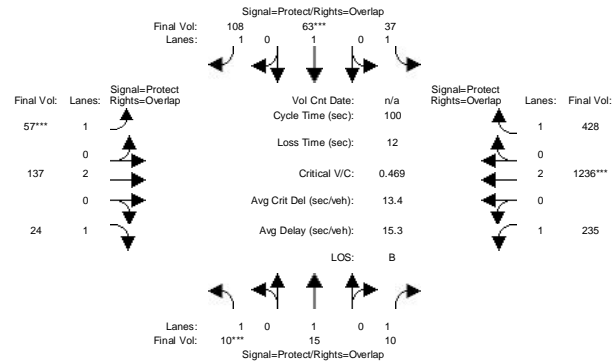 Signal=Protect/Rights=Overlap
Final Vol: 108 63*** 37
Lanes: 1 0 1 0 1
Signal=Protect
Final Vol: Lanes: Rights=Overlap
Vol Cnt Date: n/a
Signal=Protect
Rights=Overlap Lanes: Final Vol:
Cycle Time (sec): 100
57*** 1
1 428
Loss Time (sec): 12
0
0
137 2
Critical V/C: 0.469
2 1236***
0
Avg Crit Del (sec/veh): 13.4
0
24 1
Avg Delay (sec/veh): 15.3
1 235
LOS: B
Lanes: 1 0 1 0 1
Final Vol: 10*** 15 10
Signal=Protect/Rights=Overlap